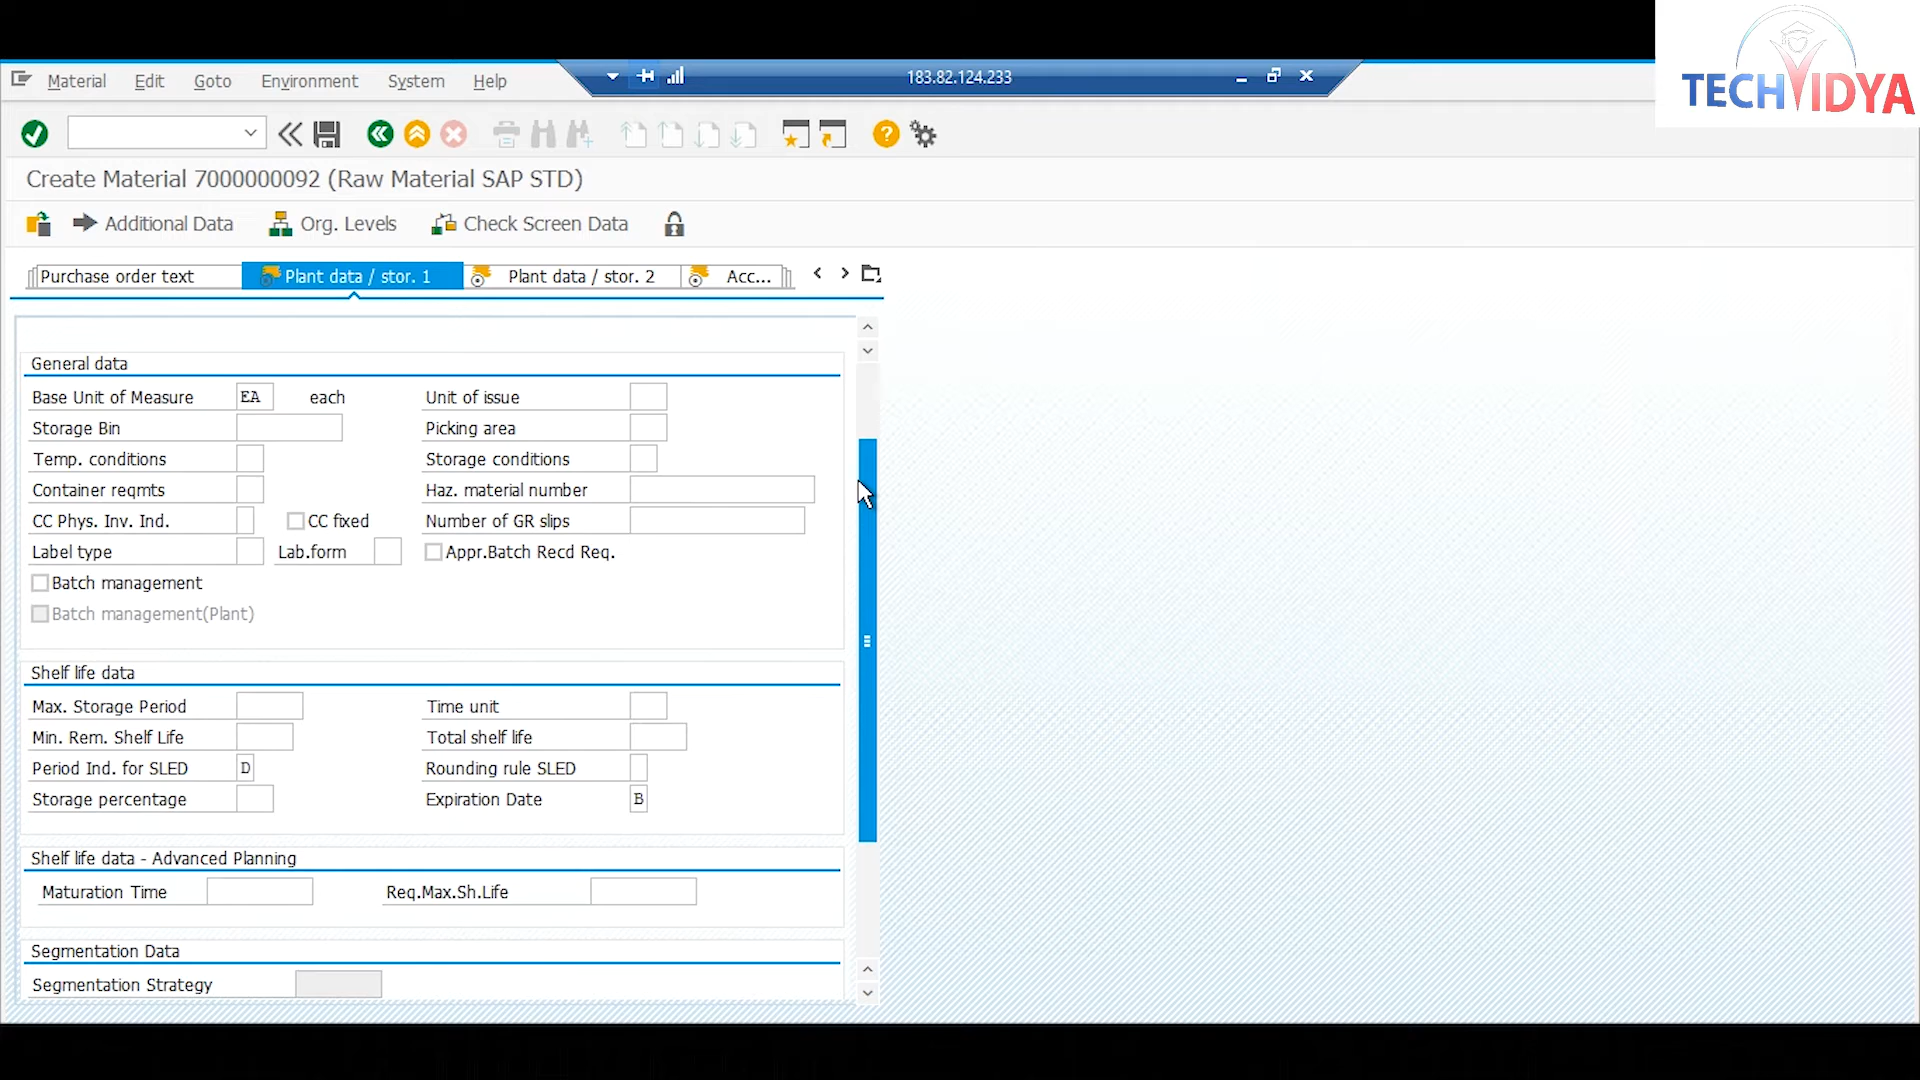 Material Edit Goto Environment System Help 183.82.124.233
TECHVIDYA
Create Material 7000000092 (Raw Material SAP STD)
Additional Data Org. Levels Check Screen Data
Purchase order text Plant data / stor. 1 Plant data / stor. 2 Acc...
General data
Base Unit of Measure EA each Unit of issue
Storage Bin Picking area
Temp. conditions Storage conditions
Container reqmts Haz. material number
CC Phys. Inv. Ind. CC fixed Number of GR slips
Label type Lab.form Appr.Batch Recd Req.
Batch management
Batch management(Plant)
Shelf life data
Max. Storage Period Time unit
Min. Rem. Shelf Life Total shelf life
Period Ind. for SLED D Rounding rule SLED
Storage percentage Expiration Date B
Shelf life data - Advanced Planning
Maturation Time Req.Max.Sh.Life
Segmentation Data
Segmentation Strategy